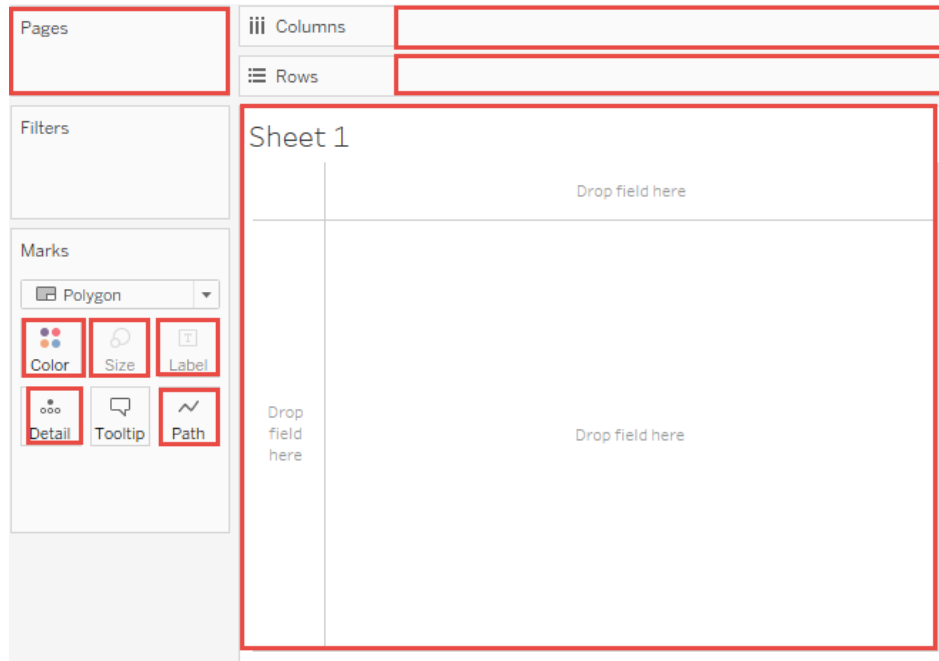 Pages
Columns
Rows
Filters
Sheet 1
Drop field here
Marks
Polygon
Color Size Label
Detail Tooltip Path
Drop
field
here
Drop field here